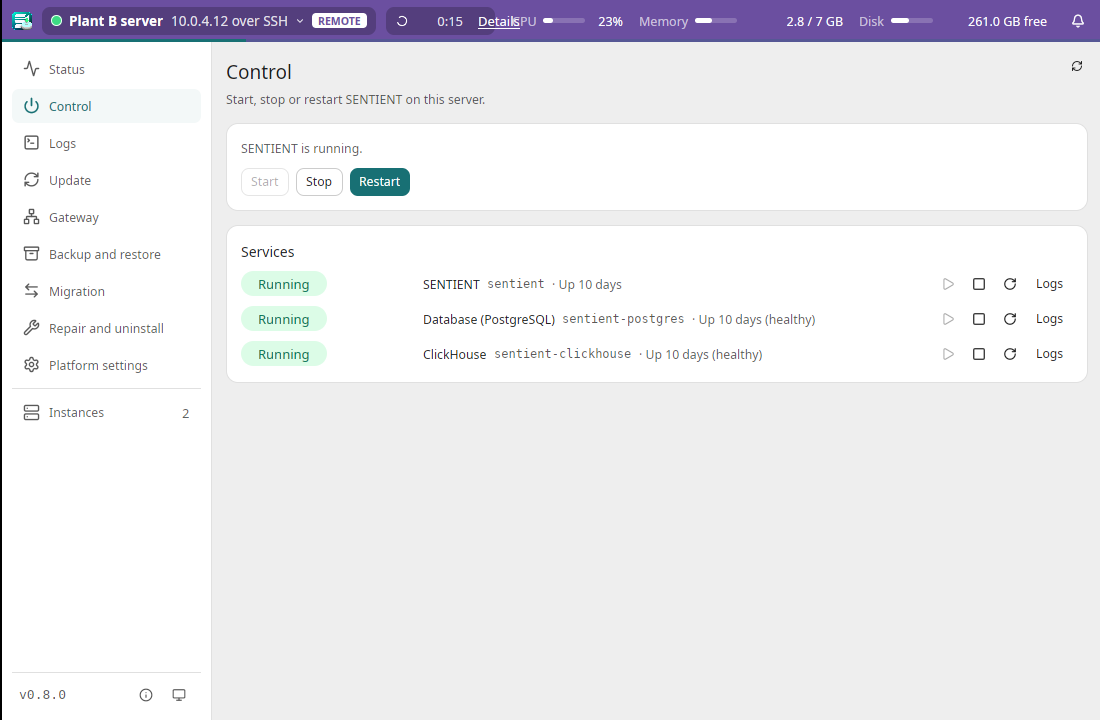 Plant B server 10.0.4.12 over SSH REMOTE 0:15 Details CPU 23% Memory 2.8 / 7 GB Disk 261.0 GB free
Status
Control
Logs
Update
Gateway
Backup and restore
Migration
Repair and uninstall
Platform settings
Instances 2
v0.8.0
Control
Start, stop or restart SENTIENT on this server.
SENTIENT is running.
Start Stop Restart
Services
Running SENTIENT sentient · Up 10 days Logs
Running Database (PostgreSQL) sentient-postgres · Up 10 days (healthy) Logs
Running ClickHouse sentient-clickhouse · Up 10 days (healthy) Logs